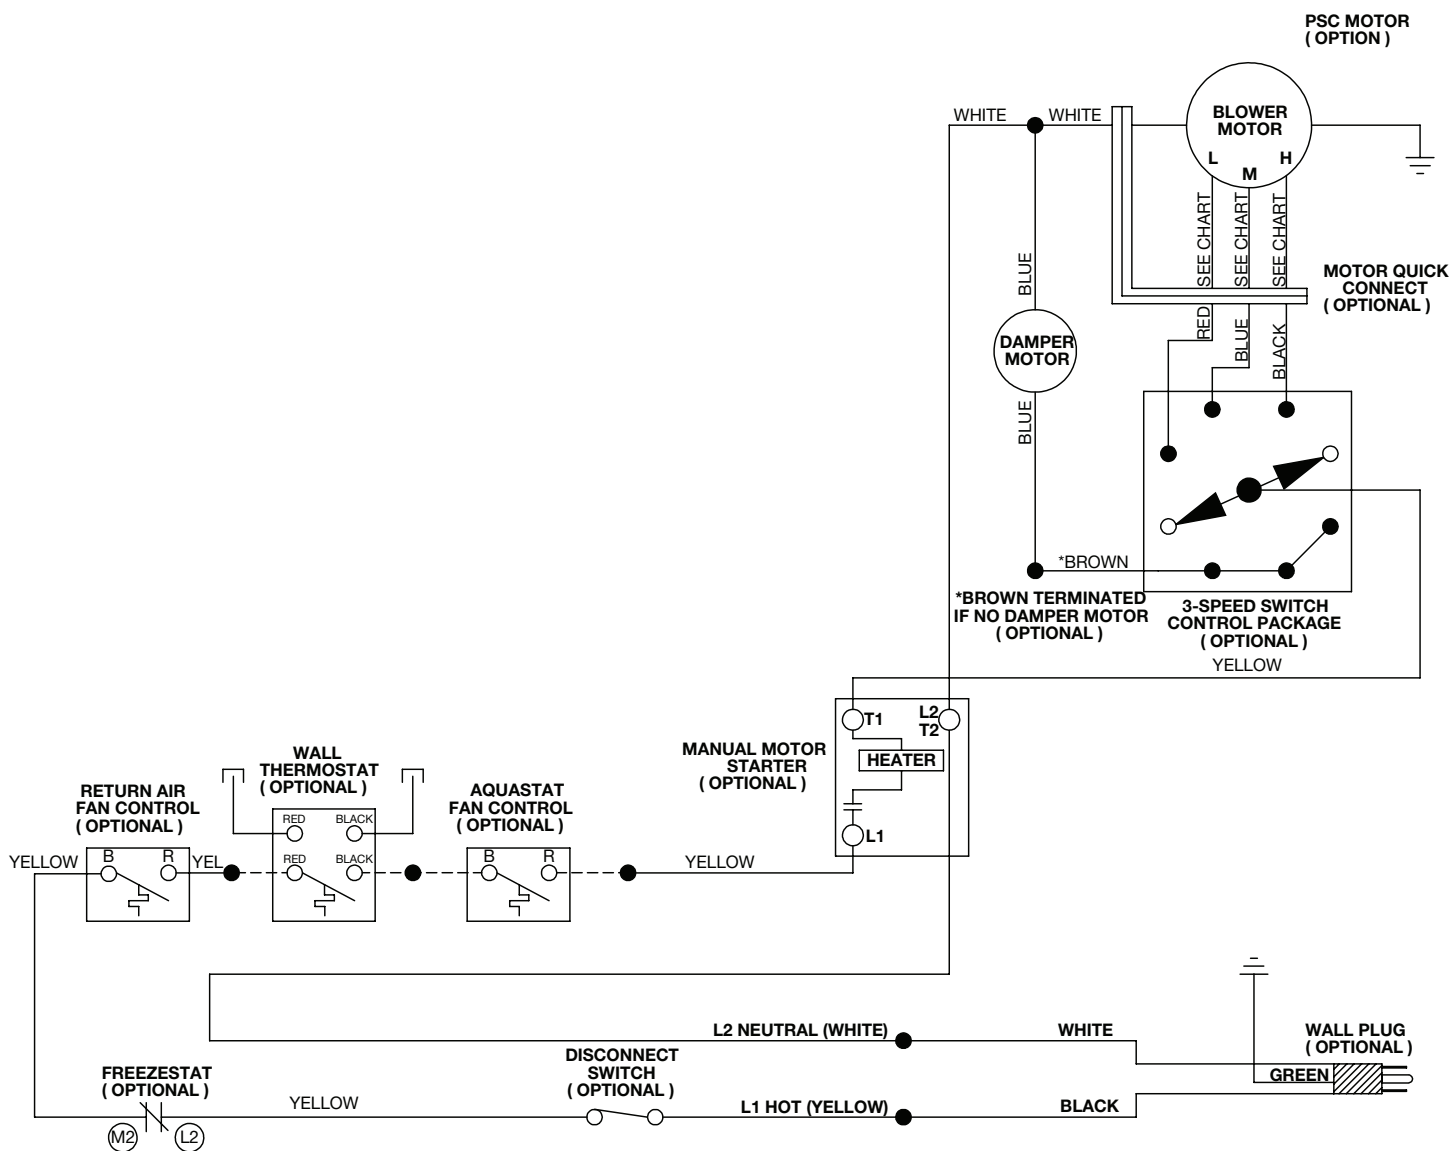 PSC MOTOR
( OPTION )
WHITE
WHITE
BLOWER
MOTOR
L
M
H
SEE CHART
SEE CHART
SEE CHART
MOTOR QUICK
CONNECT
( OPTIONAL )
BLUE
RED
BLUE
BLACK
DAMPER
MOTOR
BLUE
*BROWN
*BROWN TERMINATED
IF NO DAMPER MOTOR
( OPTIONAL )
3-SPEED SWITCH
CONTROL PACKAGE
( OPTIONAL )
YELLOW
MANUAL MOTOR
STARTER
( OPTIONAL )
T1
L2
T2
HEATER
L1
RETURN AIR
FAN CONTROL
( OPTIONAL )
WALL
THERMOSTAT
( OPTIONAL )
AQUASTAT
FAN CONTROL
( OPTIONAL )
RED
BLACK
YELLOW
B
R
YEL
RED
BLACK
B
R
YELLOW
L2 NEUTRAL (WHITE)
WHITE
WALL PLUG
( OPTIONAL )
GREEN
FREEZESTAT
( OPTIONAL )
YELLOW
DISCONNECT
SWITCH
( OPTIONAL )
L1 HOT (YELLOW)
BLACK
M2
L2